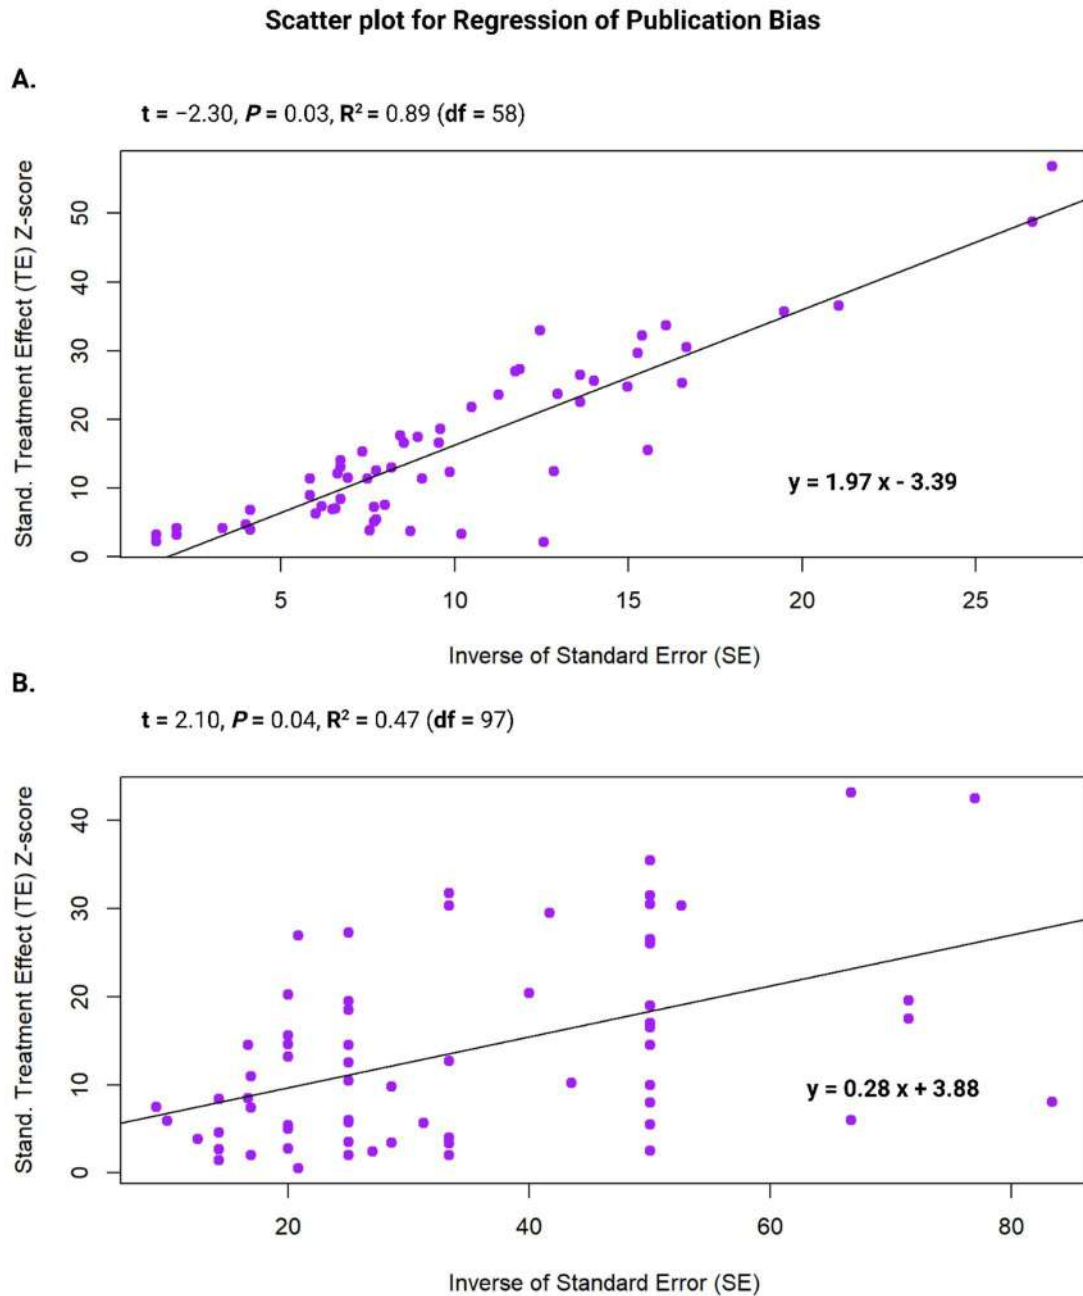 Scatter plot for Regression of Publication Bias
A.
t = −2.30, P = 0.03, R² = 0.89 (df = 58)
Stand. Treatment Effect (TE) Z-score
50
40
30
20
10
0
y = 1.97 x - 3.39
5 10 15 20 25
Inverse of Standard Error (SE)
B.
t = 2.10, P = 0.04, R² = 0.47 (df = 97)
Stand. Treatment Effect (TE) Z-score
40
30
20
10
0
y = 0.28 x + 3.88
20 40 60 80
Inverse of Standard Error (SE)